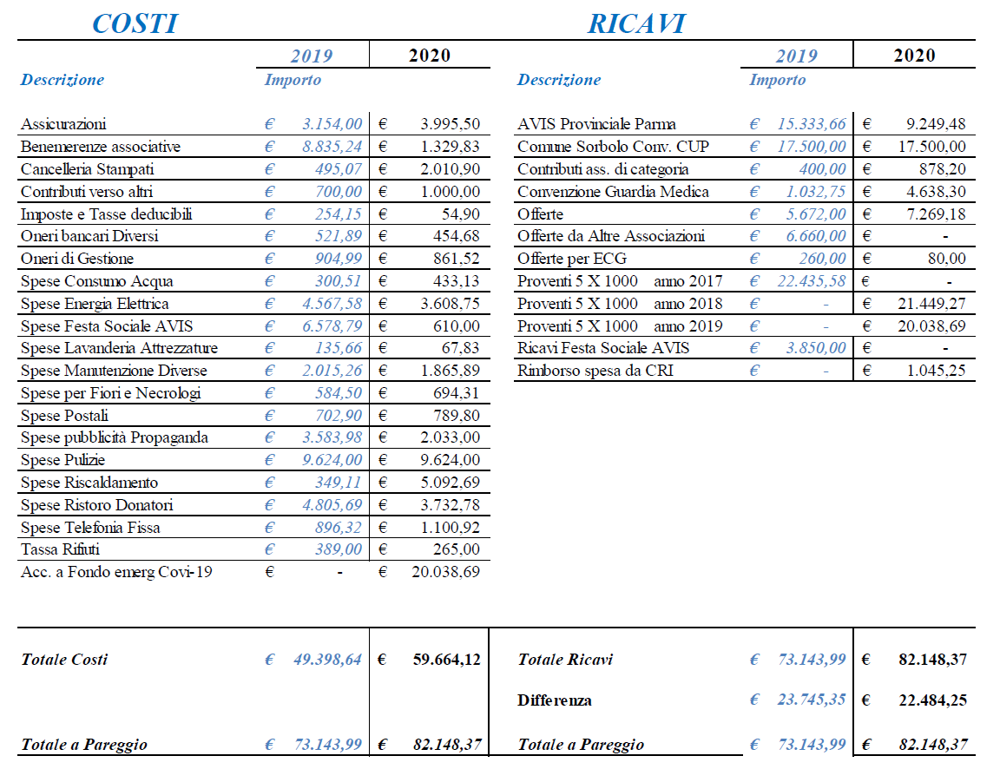 COSTI RICAVI
2019 2020 2019 2020
Descrizione Importo Descrizione Importo
Assicurazioni € 3.154,00 € 3.995,50 AVIS Provinciale Parma € 15.333,66 € 9.249,48
Benemerenze associative € 8.835,24 € 1.329,83 Comune Sorbolo Conv. CUP € 17.500,00 € 17.500,00
Cancelleria Stampati € 495,07 € 2.010,90 Contributi ass. di categoria € 400,00 € 878,20
Contributi verso altri € 700,00 € 1.000,00 Convenzione Guardia Medica € 1.032,75 € 4.638,30
Imposte e Tasse deducibili € 254,15 € 54,90 Offerte € 5.672,00 € 7.269,18
Oneri bancari Diversi € 521,89 € 454,68 Offerte da Altre Associazioni € 6.660,00 € -
Oneri di Gestione € 904,99 € 861,52 Offerte per ECG € 260,00 € 80,00
Spese Consumo Acqua € 300,51 € 433,13 Proventi 5 X 1000 anno 2017 € 22.435,58 € -
Spese Energia Elettrica € 4.567,58 € 3.608,75 Proventi 5 X 1000 anno 2018 € - € 21.449,27
Spese Festa Sociale AVIS € 6.578,79 € 610,00 Proventi 5 X 1000 anno 2019 € - € 20.038,69
Spese Lavanderia Attrezzature € 135,66 € 67,83 Ricavi Festa Sociale AVIS € 3.850,00 € -
Spese Manutenzione Diverse € 2.015,26 € 1.865,89 Rimborso spesa da CRI € - € 1.045,25
Spese per Fiori e Necrologi € 584,50 € 694,31
Spese Postali € 702,90 € 789,80
Spese pubblicità Propaganda € 3.583,98 € 2.033,00
Spese Pulizie € 9.624,00 € 9.624,00
Spese Riscaldamento € 349,11 € 5.092,69
Spese Ristoro Donatori € 4.805,69 € 3.732,78
Spese Telefonia Fissa € 896,32 € 1.100,92
Tassa Rifiuti € 389,00 € 265,00
Acc. a Fondo emerg Covi-19 € - € 20.038,69
Totale Costi € 49.398,64 € 59.664,12 Totale Ricavi € 73.143,99 € 82.148,37
Differenza € 23.745,35 € 22.484,25
Totale a Pareggio € 73.143,99 € 82.148,37 Totale a Pareggio € 73.143,99 € 82.148,37